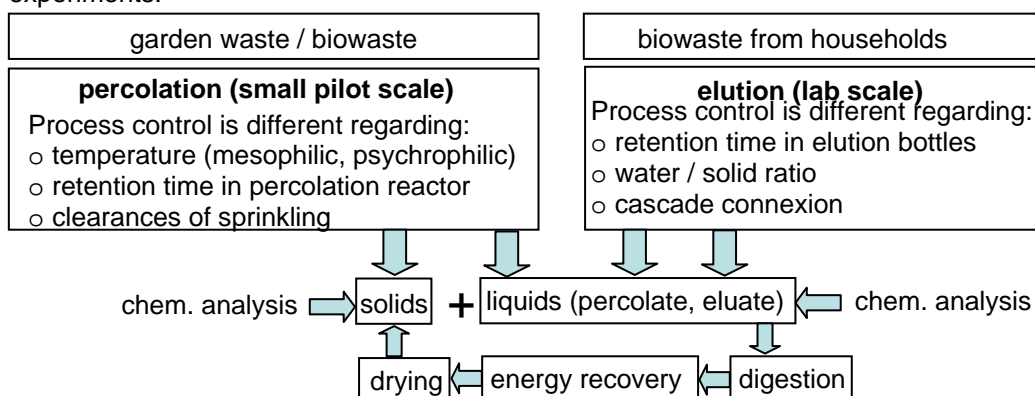 experiments.
garden waste / biowaste
biowaste from households
percolation (small pilot scale)
Process control is different regarding:
o temperature (mesophilic, psychrophilic)
o retention time in percolation reactor
o clearances of sprinkling
elution (lab scale)
Process control is different regarding:
o retention time in elution bottles
o water / solid ratio
o cascade connexion
chem. analysis
solids
+
liquids (percolate, eluate)
chem. analysis
drying
energy recovery
digestion